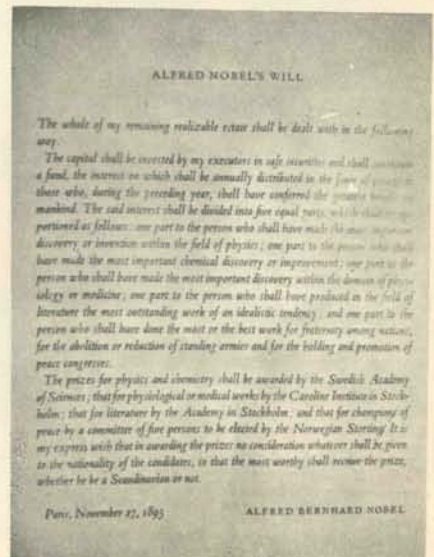 ALFRED NOBEL'S WILL
The whole of my remaining realizable estate shall be dealt with in the following
way.
The capital shall be invested by my executors in safe securities and shall constitute
a fund, the interest on which shall be annually distributed in the form of prizes to
those who, during the preceding year, shall have conferred the greatest benefit on
mankind. The said interest shall be divided into five equal parts, which shall be ap-
portioned as follows: one part to the person who shall have made the most important
discovery or invention within the field of physics; one part to the person who shall
have made the most important chemical discovery or improvement; one part to the
person who shall have made the most important discovery within the domain of phys-
iology or medicine; one part to the person who shall have produced in the field of
literature the most outstanding work of an idealistic tendency; and one part to the
person who shall have done the most or the best work for fraternity among nations,
for the abolition or reduction of standing armies and for the holding and promotion of
peace congresses.
The prizes for physics and chemistry shall be awarded by the Swedish Academy
of Sciences; that for physiological or medical works by the Caroline Institute in Stock-
holm; that for literature by the Academy in Stockholm; and that for champions of
peace by a committee of five persons to be elected by the Norwegian Storting. It is
my express wish that in awarding the prizes no consideration whatever shall be given
to the nationality of the candidates, so that the most worthy shall receive the prize,
whether he be a Scandinavian or not.
Paris, November 27, 1895 ALFRED BERNHARD NOBEL